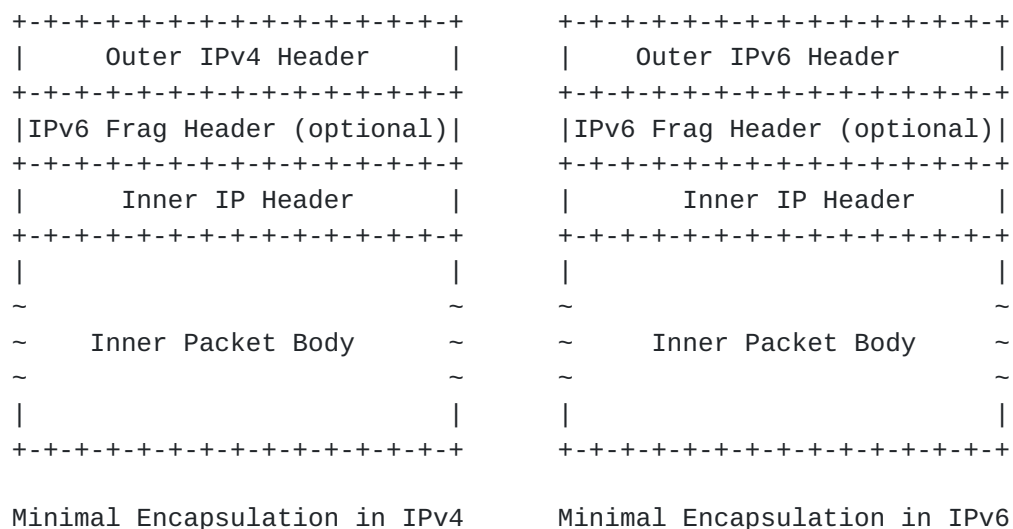 +-+-+-+-+-+-+-+-+-+-+-+-+-+-+      +-+-+-+-+-+-+-+-+-+-+-+-+-+-+
|     Outer IPv4 Header     |      |    Outer IPv6 Header      |
+-+-+-+-+-+-+-+-+-+-+-+-+-+-+      +-+-+-+-+-+-+-+-+-+-+-+-+-+-+
|IPv6 Frag Header (optional)|      |IPv6 Frag Header (optional)|
+-+-+-+-+-+-+-+-+-+-+-+-+-+-+      +-+-+-+-+-+-+-+-+-+-+-+-+-+-+
|      Inner IP Header      |      |       Inner IP Header     |
+-+-+-+-+-+-+-+-+-+-+-+-+-+-+      +-+-+-+-+-+-+-+-+-+-+-+-+-+-+
|                           |      |                           |
~                           ~      ~                           ~
~    Inner Packet Body      ~      ~     Inner Packet Body     ~
~                           ~      ~                           ~
|                           |      |                           |
+-+-+-+-+-+-+-+-+-+-+-+-+-+-+      +-+-+-+-+-+-+-+-+-+-+-+-+-+-+
Minimal Encapsulation in IPv4      Minimal Encapsulation in IPv6